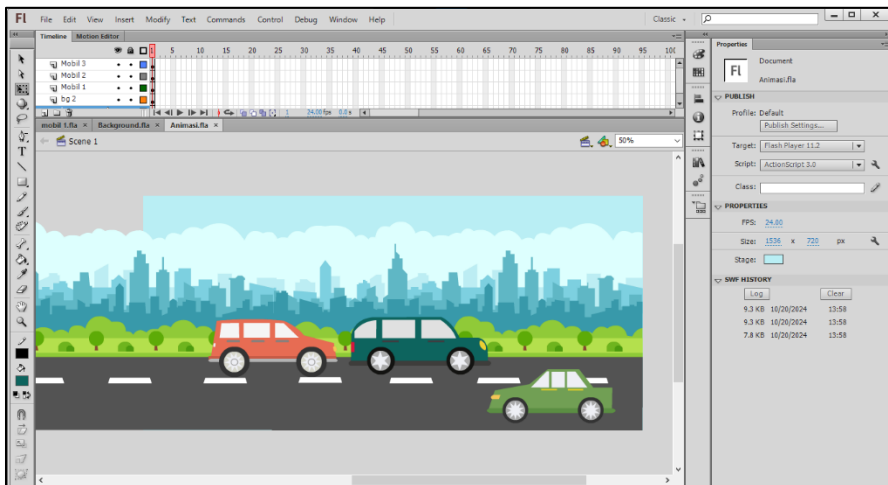 Fl File Edit View Insert Modify Text Commands Control Debug Window Help Classic
Timeline Motion Editor
1 5 10 15 20 25 30 35 40 45 50 55 60 65 70 75 80 85 90 95 100
Mobil 3
Mobil 2
Mobil 1
bg 2
1 24.00 fps 0.0 s
mobil 1.fla × Background.fla × Animasi.fla ×
Scene 1 50%
Properties
Fl Document
Animasi.fla
PUBLISH
Profile: Default
Publish Settings...
Target: Flash Player 11.2
Script: ActionScript 3.0
Class:
PROPERTIES
FPS: 24.00
Size: 1536 x 720 px
Stage:
SWF HISTORY
Log Clear
9.3 KB 10/20/2024 13:58
9.3 KB 10/20/2024 13:58
7.8 KB 10/20/2024 13:58